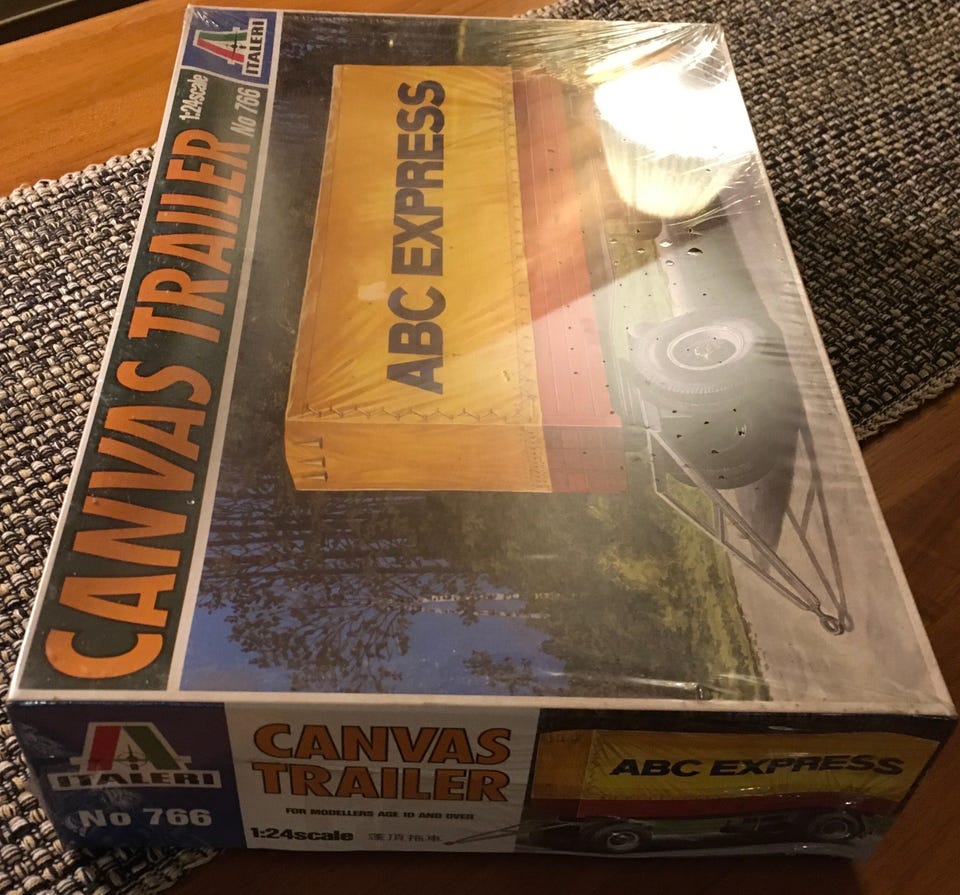 ITALERI
1:24scale
No 766
CANVAS TRAILER
ABC EXPRESS
ITALERI
No 766
CANVAS
TRAILER
FOR MODELLERS AGE 10 AND OVER
1:24scale 蓬頂拖車
ABC EXPRESS